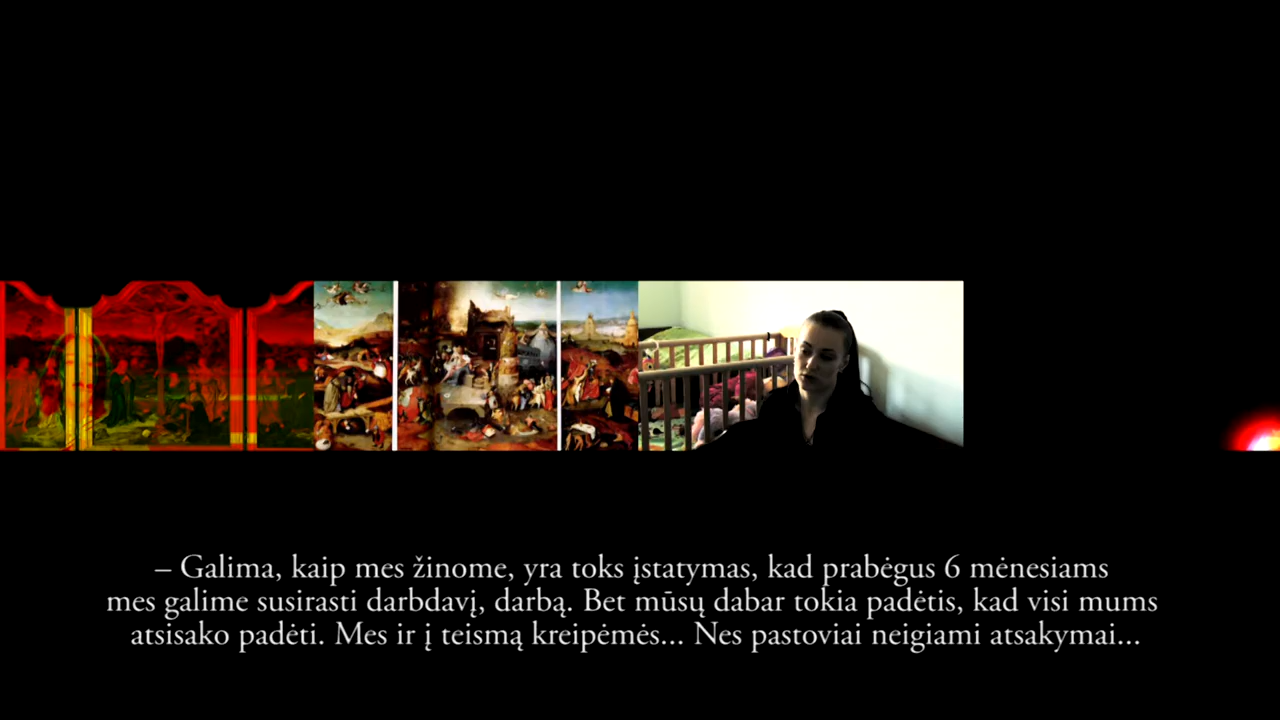 – Galima, kaip mes žinome, yra toks įstatymas, kad prabėgus 6 mėnesiams
mes galime susirasti darbdavį, darbą. Bet mūsų dabar tokia padėtis, kad visi mums
atsisako padėti. Mes ir į teismą kreipėmės... Nes pastoviai neigiami atsakymai...